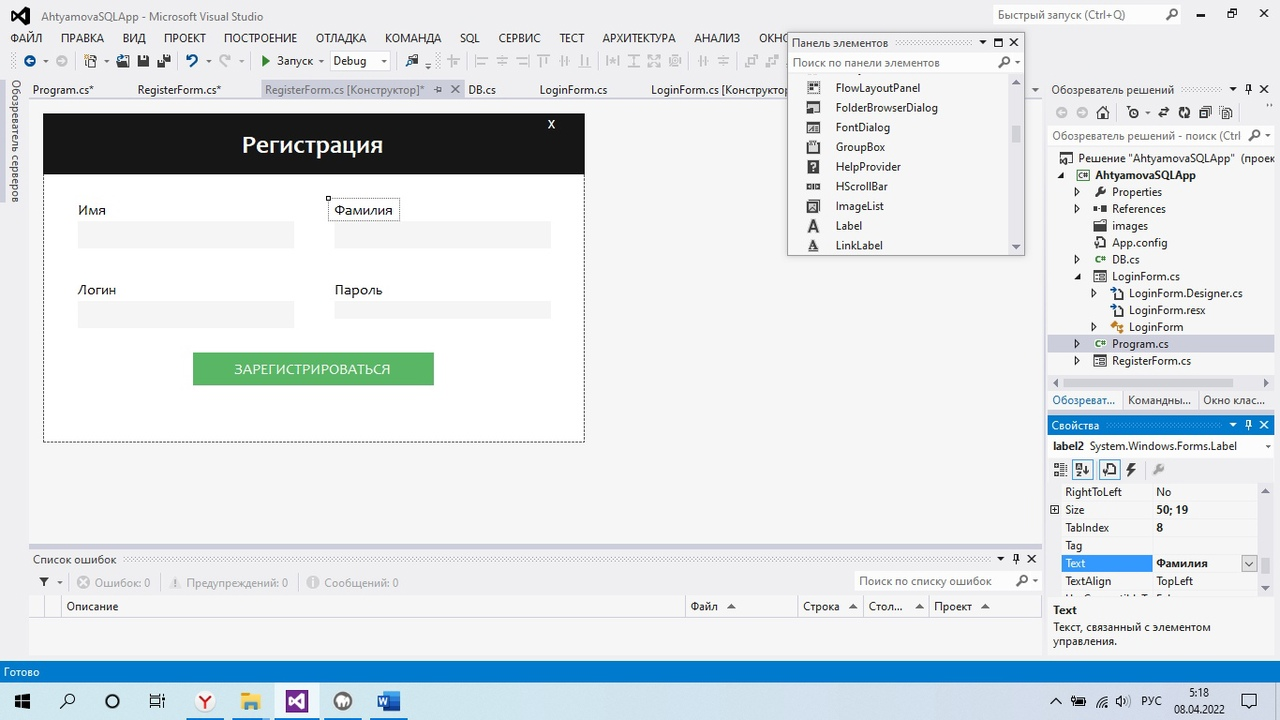 AhtyamovaSQLApp - Microsoft Visual Studio
Быстрый запуск (Ctrl+Q)
ФАЙЛ ПРАВКА ВИД ПРОЕКТ ПОСТРОЕНИЕ ОТЛАДКА КОМАНДА SQL СЕРВИС ТЕСТ АРХИТЕКТУРА АНАЛИЗ ОКНО
Запуск Debug
Обозреватель серверов
Program.cs* RegisterForm.cs* RegisterForm.cs [Конструктор]* DB.cs LoginForm.cs LoginForm.cs [Конструктор
X
Регистрация
Имя Фамилия
Логин Пароль
ЗАРЕГИСТРИРОВАТЬСЯ
Панель элементов
Поиск по панели элементов
FlowLayoutPanel
FolderBrowserDialog
FontDialog
GroupBox
HelpProvider
HScrollBar
ImageList
Label
LinkLabel
Обозреватель решений
Обозреватель решений - поиск (Ctrl
Решение "AhtyamovaSQLApp" (проек
AhtyamovaSQLApp
Properties
References
images
App.config
DB.cs
LoginForm.cs
LoginForm.Designer.cs
LoginForm.resx
LoginForm
Program.cs
RegisterForm.cs
Обозреват... Командны... Окно клас...
Свойства
label2 System.Windows.Forms.Label
RightToLeft No
Size 50; 19
TabIndex 8
Tag
Text Фамилия
TextAlign TopLeft
Text
Текст, связанный с элементом
управления.
Список ошибок
Ошибок: 0 Предупреждений: 0 Сообщений: 0
Поиск по списку ошибок
Описание Файл Строка Стол... Проект
Готово
РУС
5:18
08.04.2022